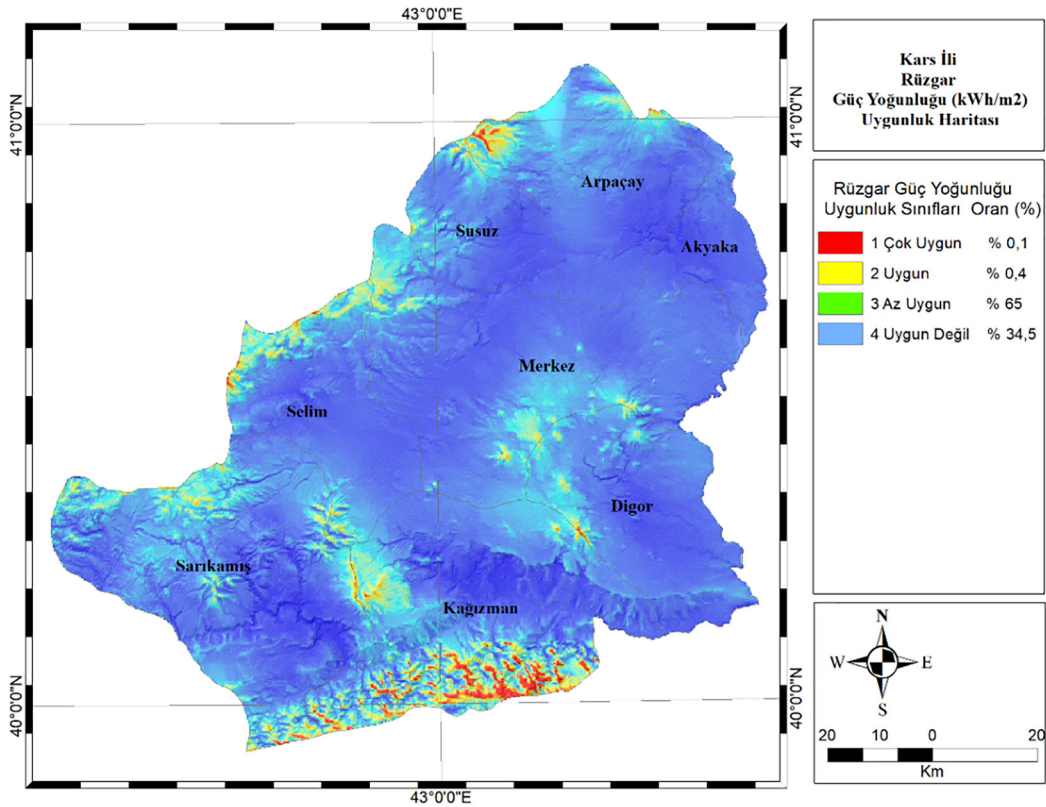 43°0'0"E
Kars İli
Rüzgar
Güç Yoğunluğu (kWh/m2)
Uygunluk Haritası
41°0'0"N
41°0'0"N
Arpaçay
Susuz
Akyaka
Merkez
Selim
Digor
Sarıkamış
Kağızman
40°0'0"N
40°0'0"N
43°0'0"E
Rüzgar Güç Yoğunluğu
Uygunluk Sınıfları Oran (%)
1 Çok Uygun % 0,1
2 Uygun % 0,4
3 Az Uygun % 65
4 Uygun Değil % 34,5
N
W E
S
20 10 0 20
Km